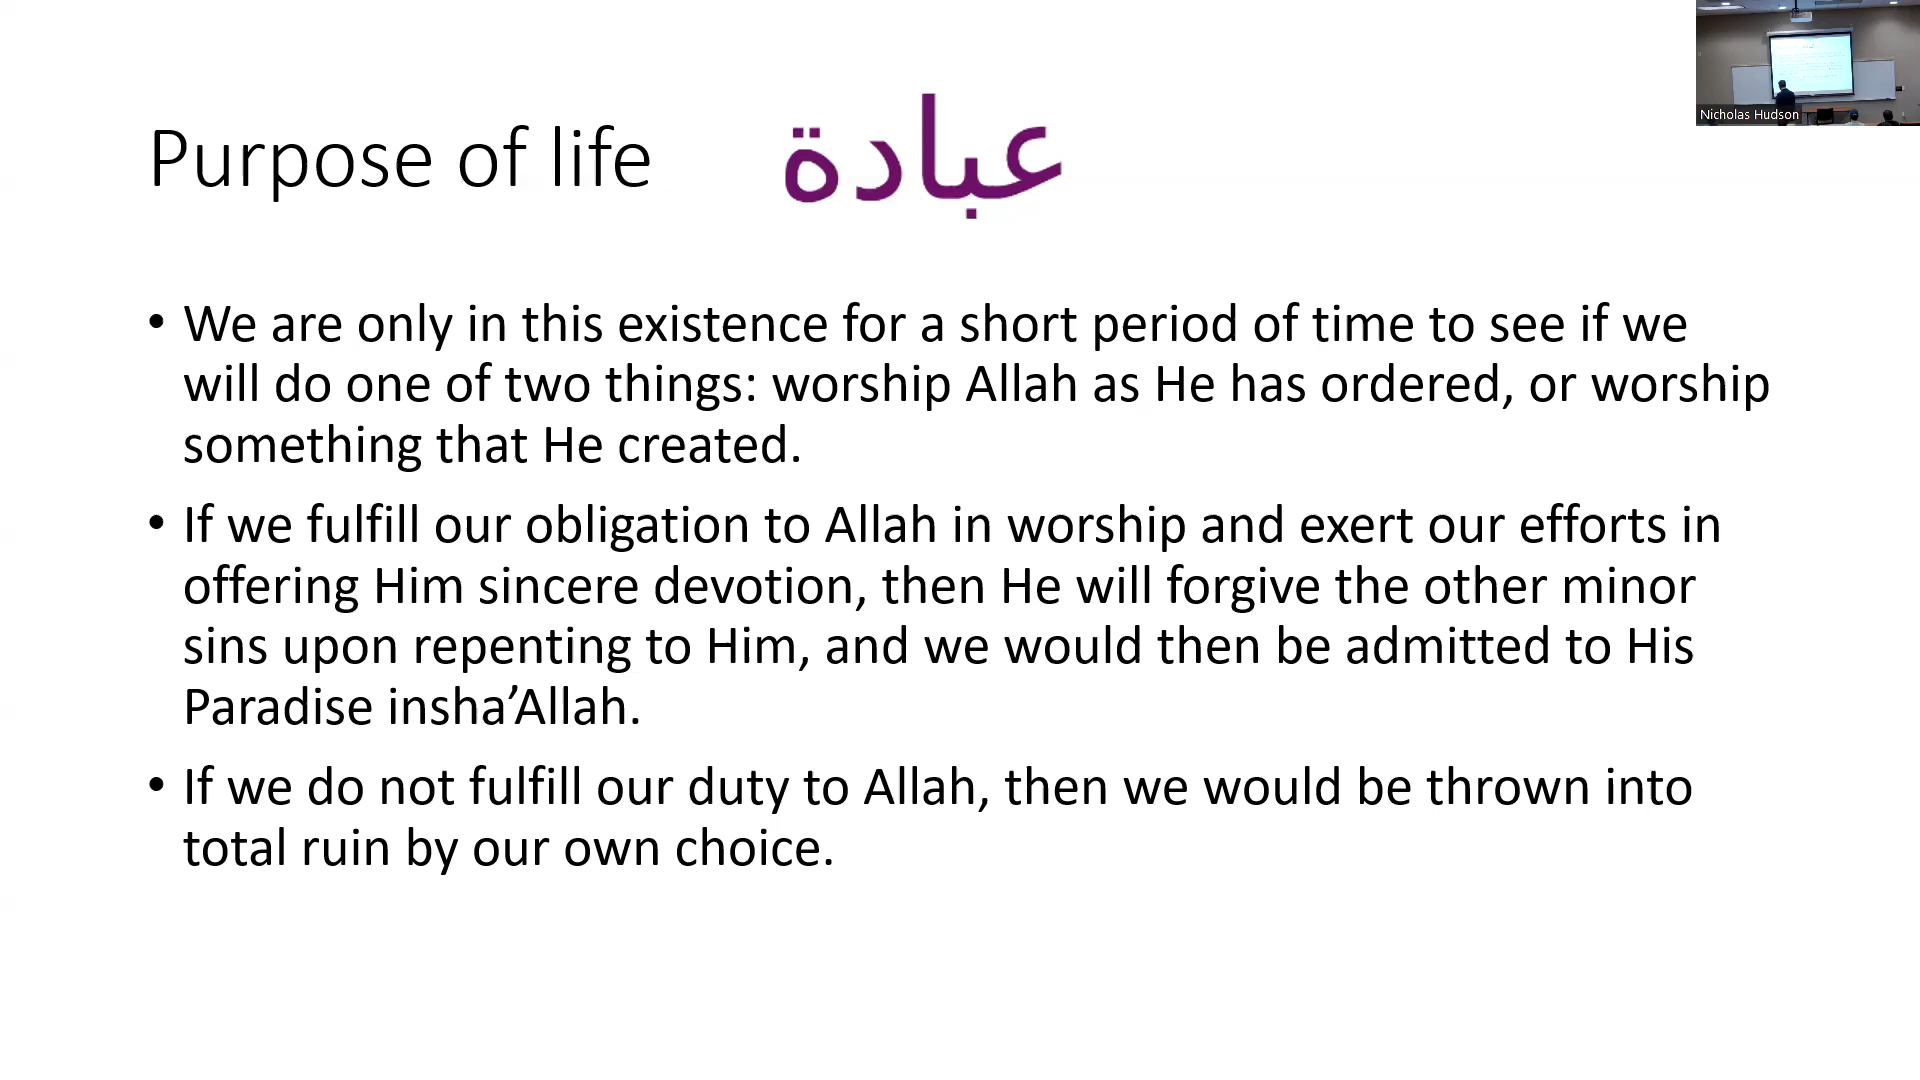 Purpose of life عبادة
Nicholas Hudson
• We are only in this existence for a short period of time to see if we
will do one of two things: worship Allah as He has ordered, or worship
something that He created.
• If we fulfill our obligation to Allah in worship and exert our efforts in
offering Him sincere devotion, then He will forgive the other minor
sins upon repenting to Him, and we would then be admitted to His
Paradise insha’Allah.
• If we do not fulfill our duty to Allah, then we would be thrown into
total ruin by our own choice.